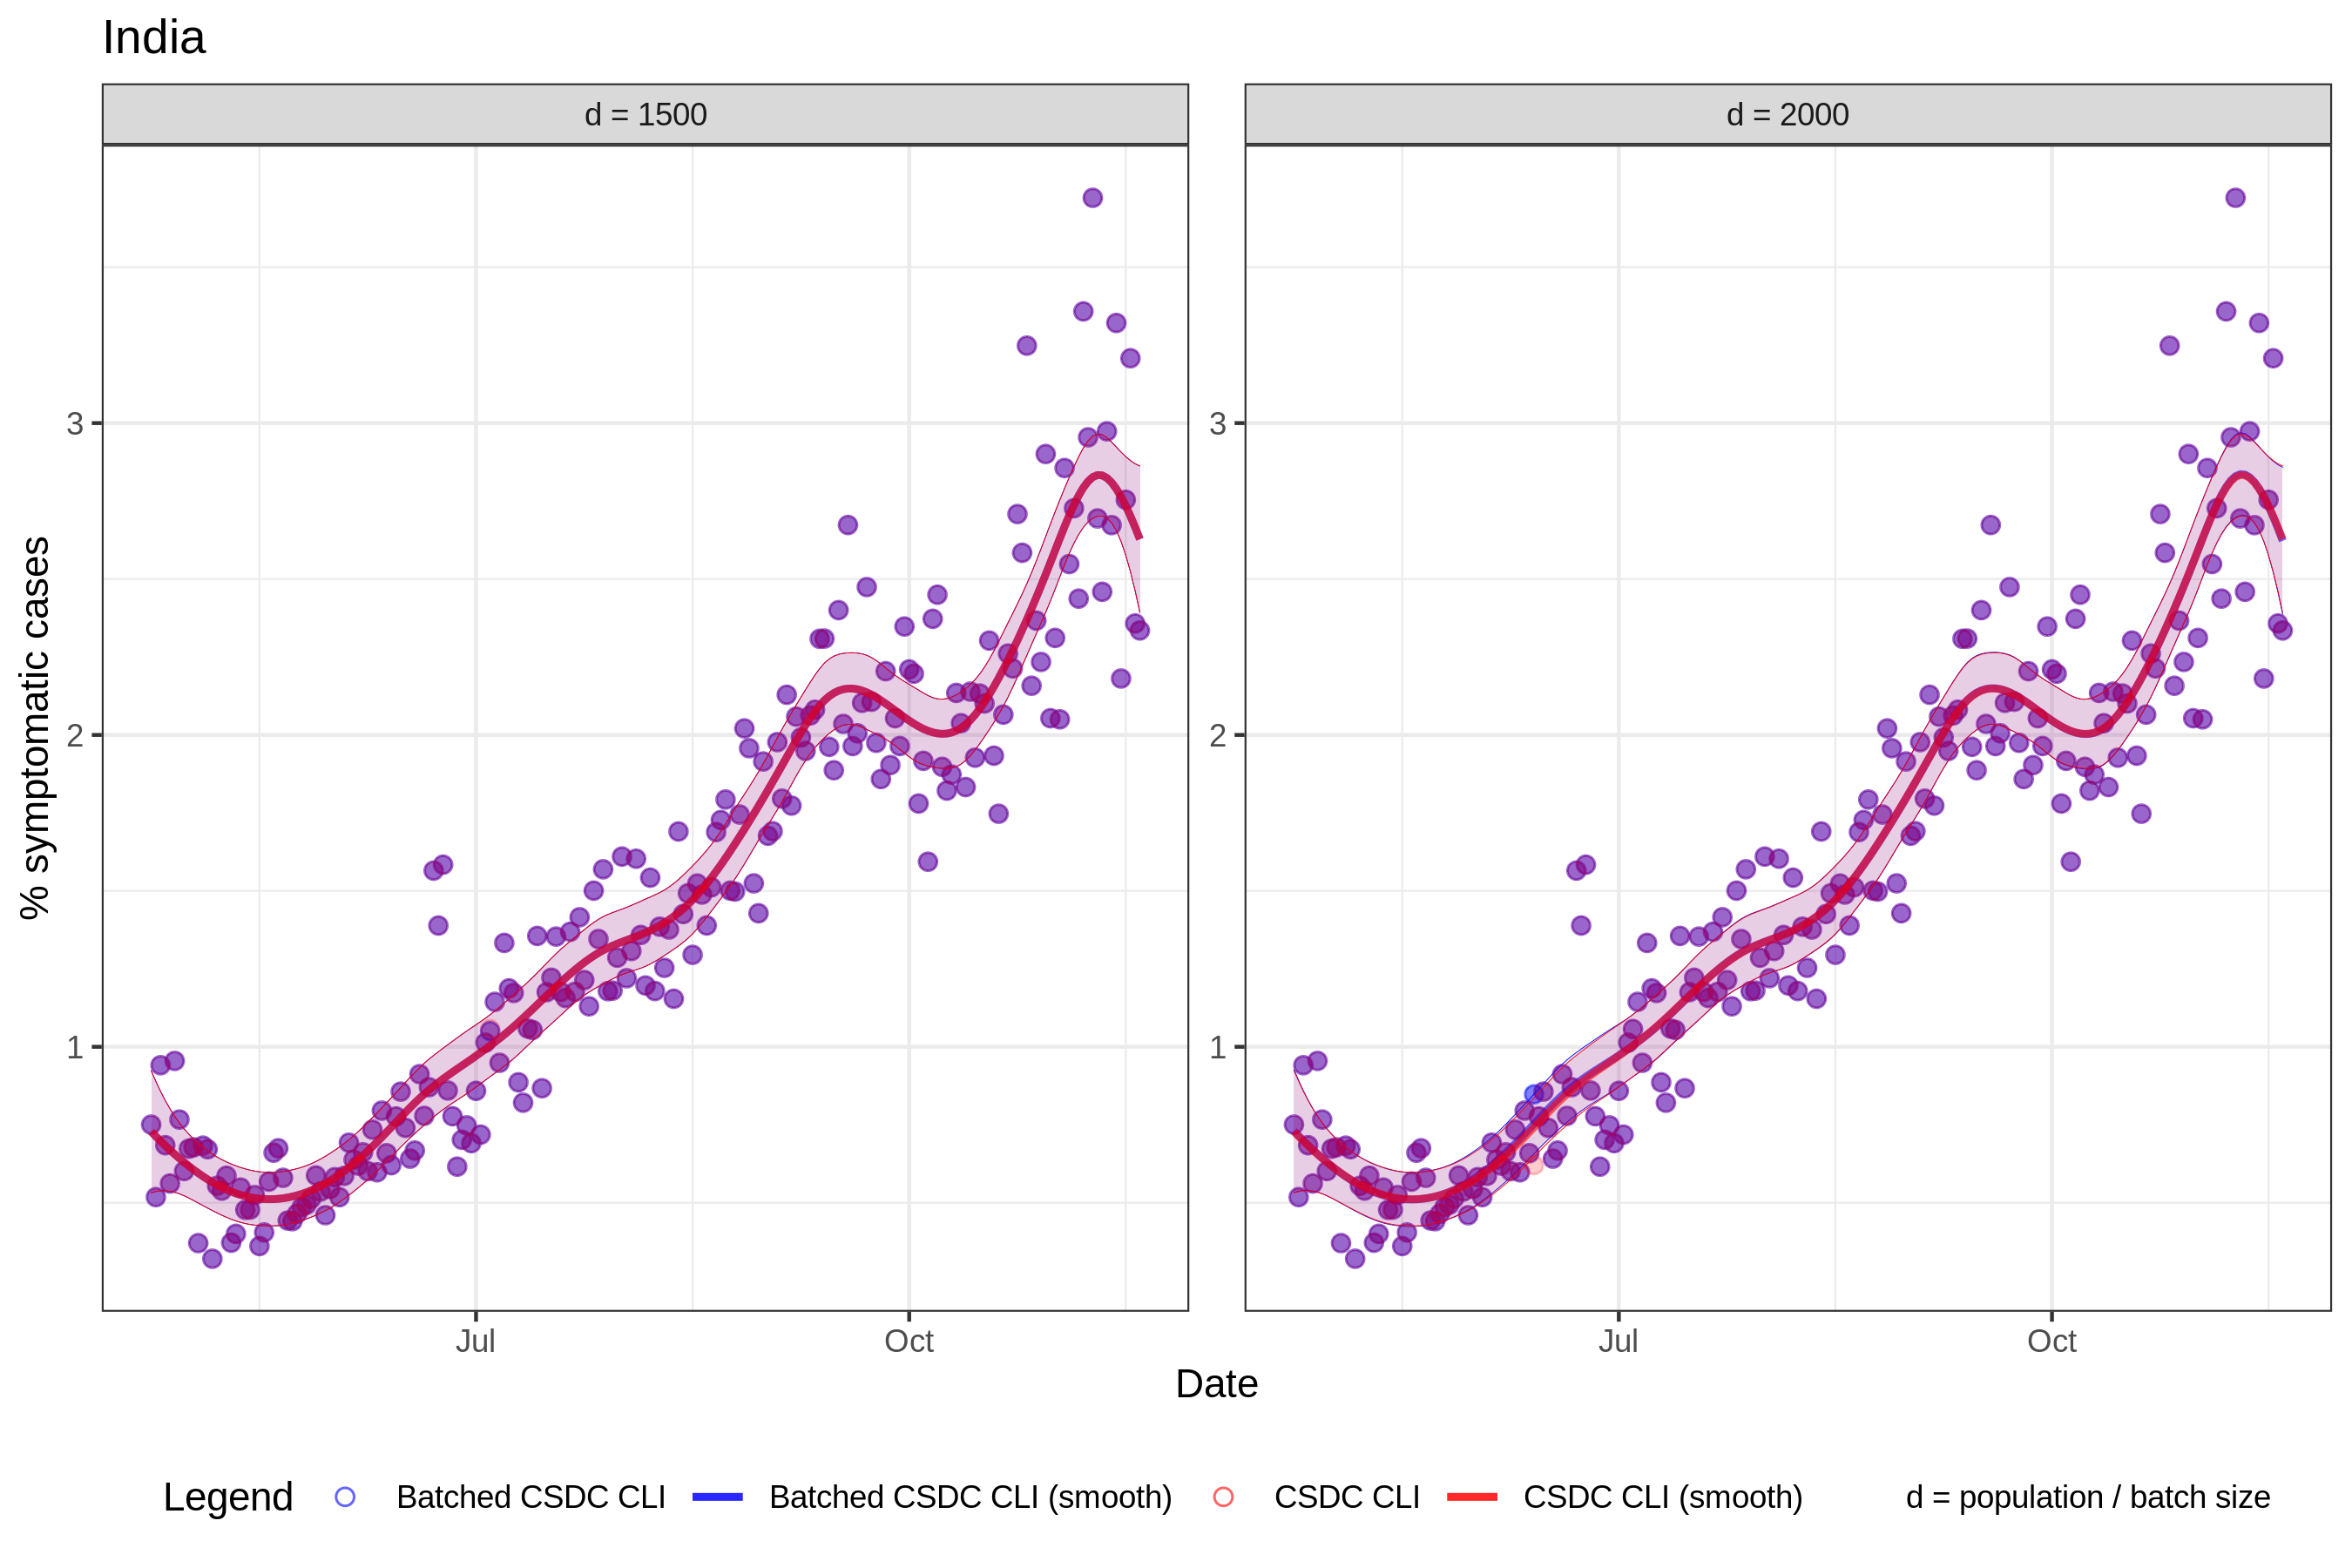 India
d = 1500
d = 2000
% symptomatic cases
3
2
1
3
2
1
Jul
Oct
Jul
Oct
Date
Legend
Batched CSDC CLI
Batched CSDC CLI (smooth)
CSDC CLI
CSDC CLI (smooth)
d = population / batch size